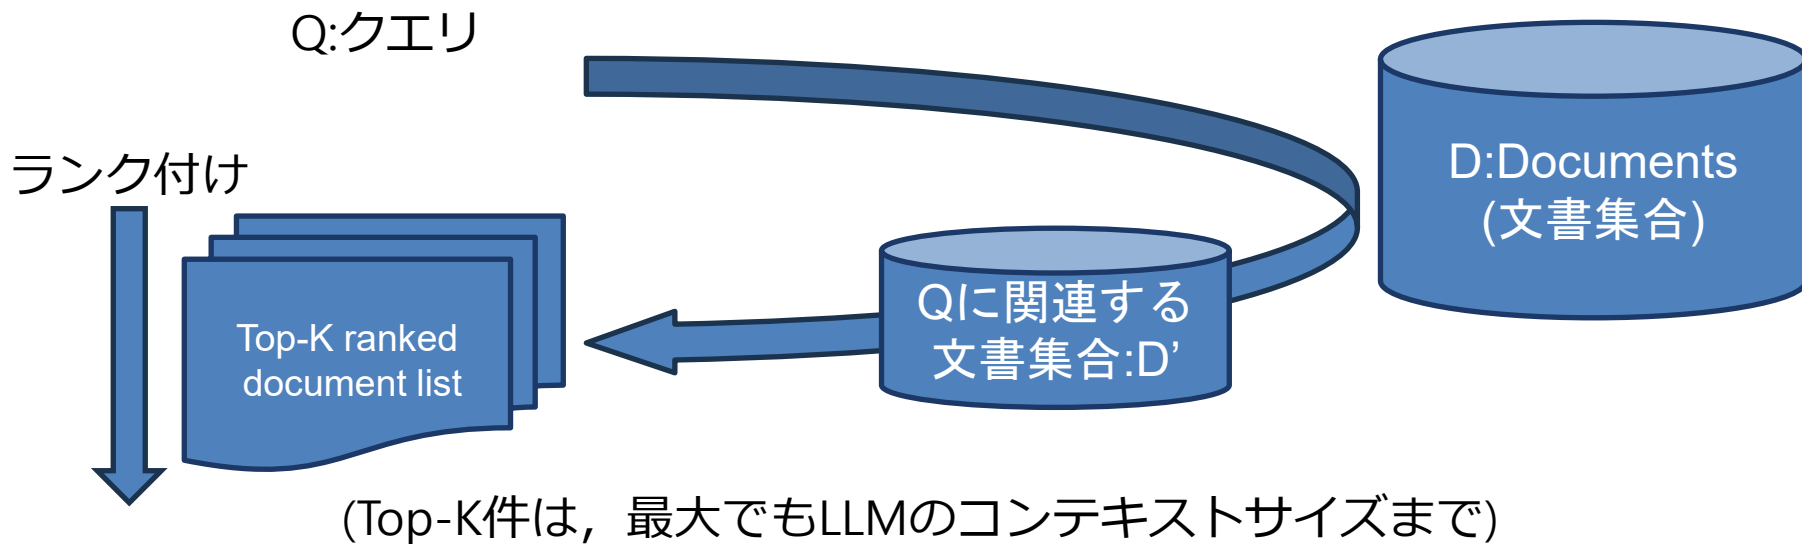 Q:クエリ
ランク付け
D:Documents
(文書集合)
Qに関連する
文書集合:D’
Top-K ranked
document list
(Top-K件は，最大でもLLMのコンテキストサイズまで)